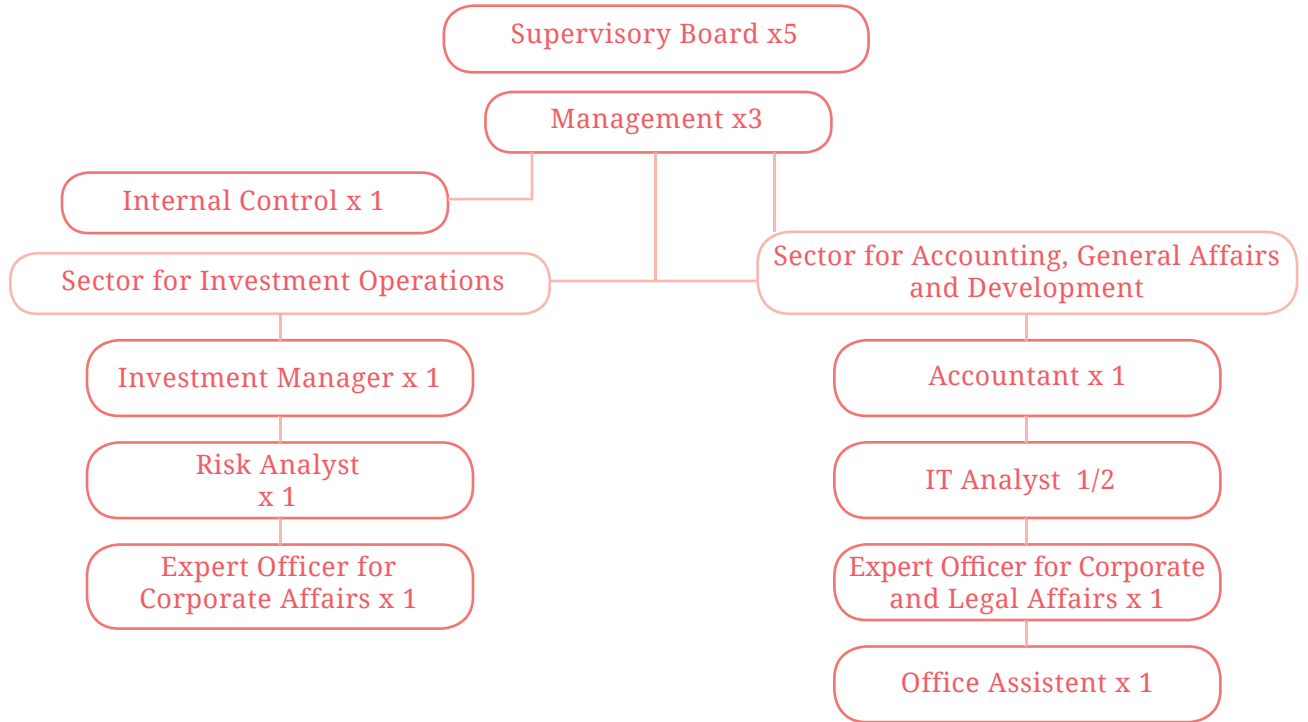 Supervisory Board x5
Management x3
Internal Control x 1
Sector for Investment Operations
Sector for Accounting, General Affairs
and Development
Investment Manager x 1
Risk Analyst
x 1
Expert Officer for
Corporate Affairs x 1
Accountant x 1
IT Analyst 1/2
Expert Officer for Corporate
and Legal Affairs x 1
Office Assistent x 1